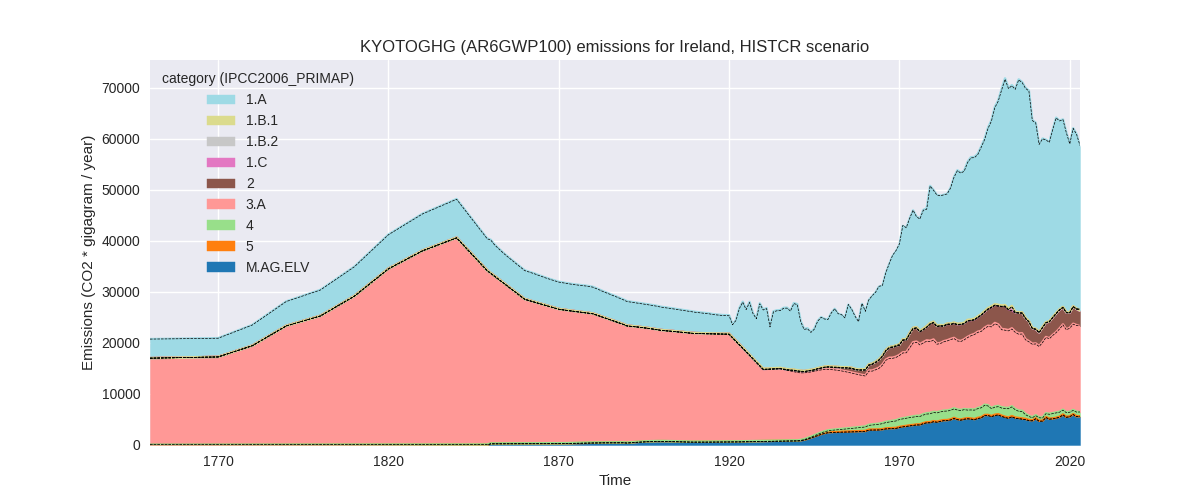 KYOTOGHG (AR6GWP100) emissions for Ireland, HISTCR scenario
Emissions (CO2 * gigagram / year)
70000
60000
50000
40000
30000
20000
10000
0
category (IPCC2006_PRIMAP)
1.A
1.B.1
1.B.2
1.C
2
3.A
4
5
M.AG.ELV
1770
1820
1870
1920
1970
2020
Time